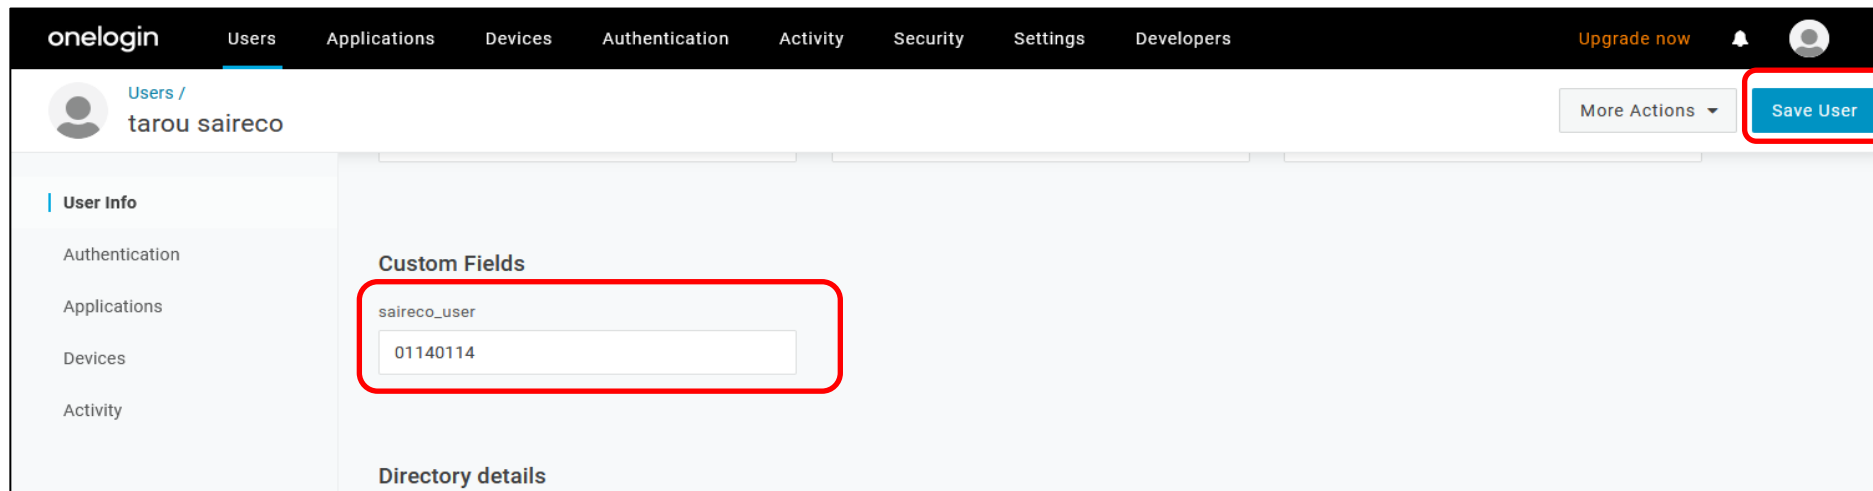 onelogin Users Applications Devices Authentication Activity Security Settings Developers Upgrade now
Users /
tarou saireco
More Actions
Save User
User Info
Authentication
Applications
Devices
Activity
Custom Fields
saireco_user
01140114
Directory details